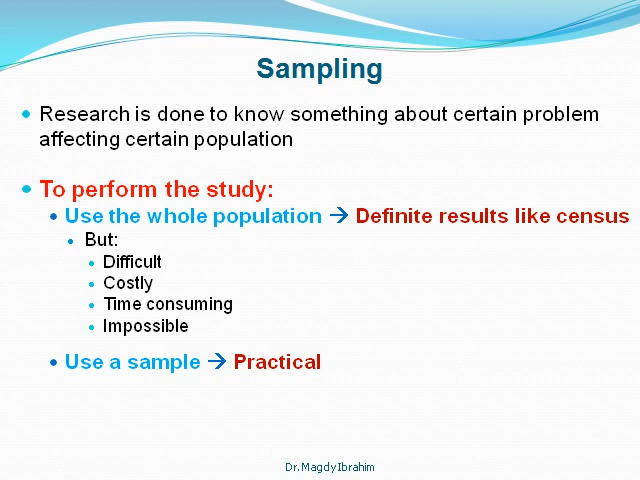 Sampling
Research is done to know something about certain problem
affecting certain population
To perform the study:
Use the whole population → Definite results like census
But:
Difficult
Costly
Time consuming
Impossible
Use a sample → Practical
Dr.Magdy Ibrahim